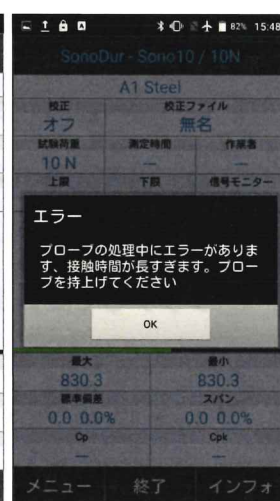 82% 15:48
SonoDur - Sono10 / 10N
A1 Steel
校正 校正ファイル
オフ 無名
試験荷重 測定時間 作業者
10 N --- ---
上限 下限 信号モニター
エラー
プローブの処理中にエラーがありま
す、接触時間が長すぎます。プロー
ブを持上げてください
OK
最大 最小
830.3 830.3
標準偏差 スパン
0.0 0.0% 0.0 0.0%
Cp Cpk
--- ---
メニュー 終了 インフォ